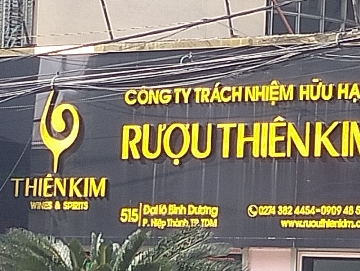 CÔNG TY TRÁCH NHIỆM HỮU HẠ
RƯỢU THIÊN KIM
THIÊN KIM
WINES & SPIRITS
515 Đại lộ Bình Dương
P. Hiệp Thành, TP. TDM
0274 382 4454 - 0909 48 5
www.ruouthienkim.c